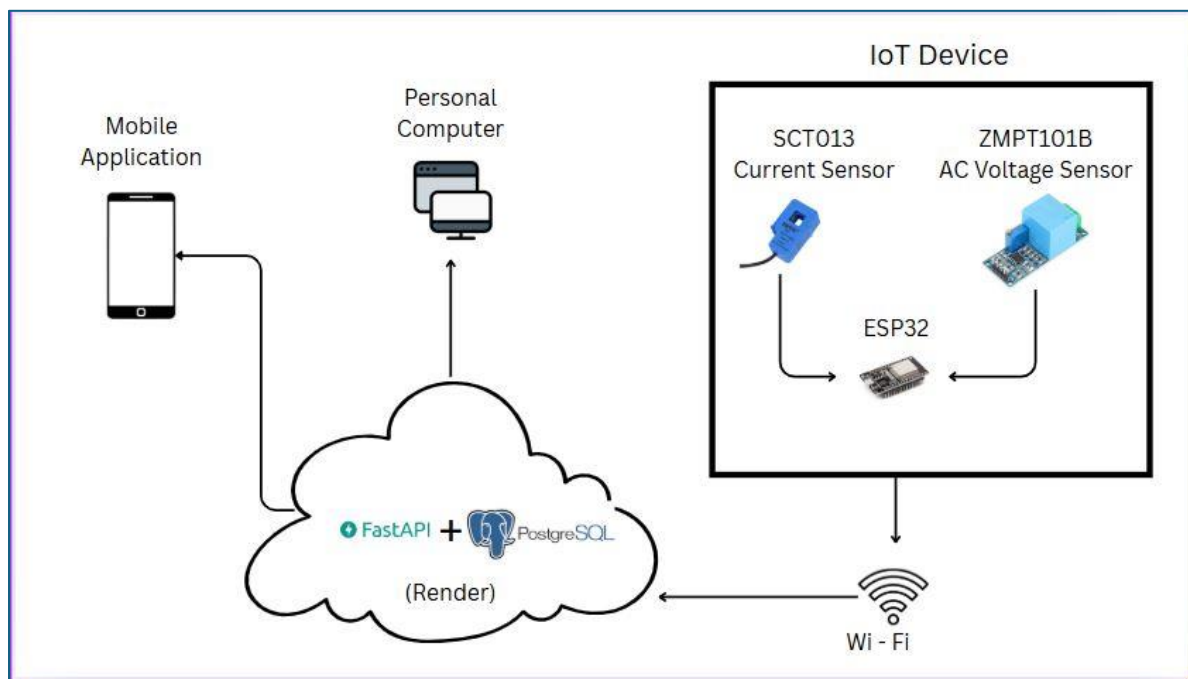 IoT Device
Mobile
Application
Personal
Computer
SCT013
Current Sensor
ZMPT101B
AC Voltage Sensor
ESP32
FastAPI + PostgreSQL
(Render)
Wi - Fi